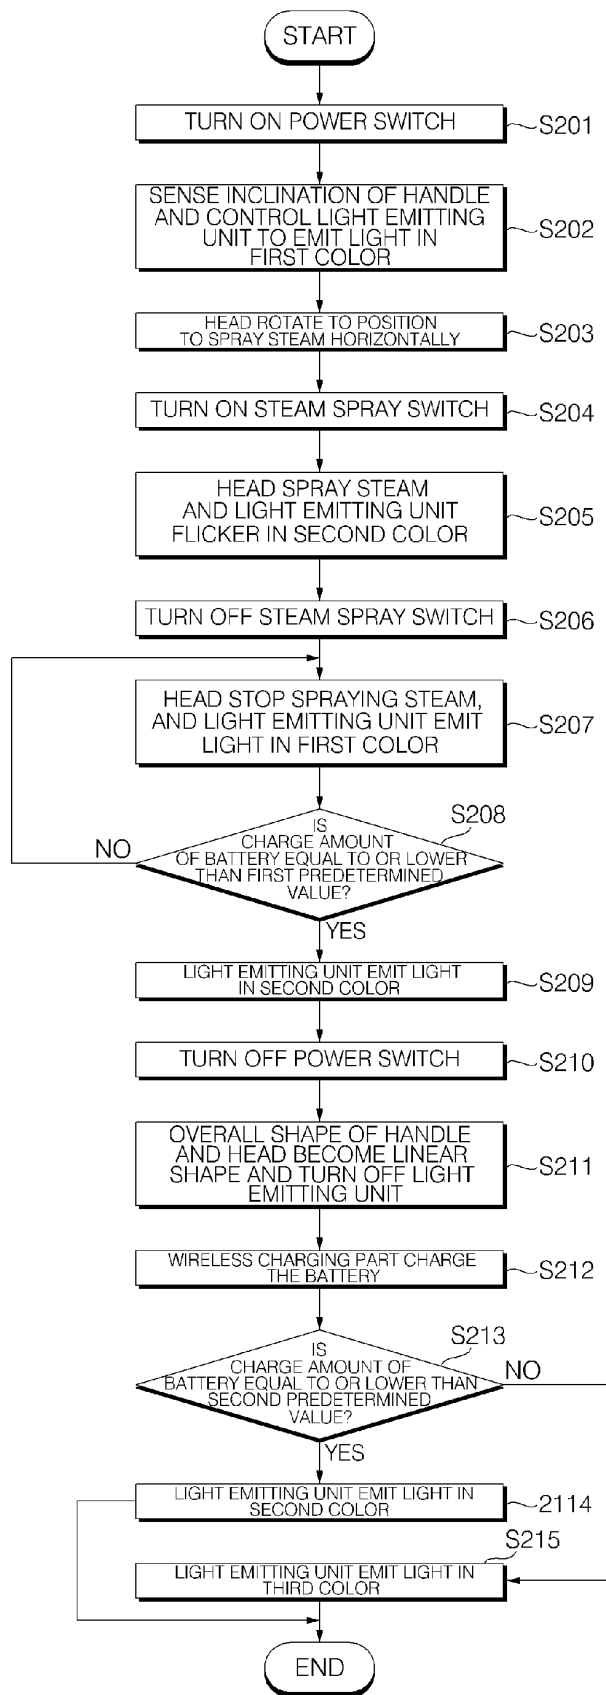 START
TURN ON POWER SWITCH
S201
SENSE INCLINATION OF HANDLE
AND CONTROL LIGHT EMITTING
UNIT TO EMIT LIGHT IN
FIRST COLOR
S202
HEAD ROTATE TO POSITION
TO SPRAY STEAM HORIZONTALLY
S203
TURN ON STEAM SPRAY SWITCH
S204
HEAD SPRAY STEAM
AND LIGHT EMITTING UNIT
FLICKER IN SECOND COLOR
S205
TURN OFF STEAM SPRAY SWITCH
S206
HEAD STOP SPRAYING STEAM,
AND LIGHT EMITTING UNIT EMIT
LIGHT IN FIRST COLOR
S207
S208
IS
CHARGE AMOUNT
OF BATTERY EQUAL TO OR LOWER
THAN FIRST PREDETERMINED
VALUE?
NO
YES
LIGHT EMITTING UNIT EMIT LIGHT
IN SECOND COLOR
S209
TURN OFF POWER SWITCH
S210
OVERALL SHAPE OF HANDLE
AND HEAD BECOME LINEAR
SHAPE AND TURN OFF LIGHT
EMITTING UNIT
S211
WIRELESS CHARGING PART CHARGE
THE BATTERY
S212
S213
IS
CHARGE AMOUNT OF
BATTERY EQUAL TO OR LOWER THAN
SECOND PREDETERMINED
VALUE?
NO
YES
LIGHT EMITTING UNIT EMIT LIGHT IN
SECOND COLOR
2114
S215
LIGHT EMITTING UNIT EMIT LIGHT IN
THIRD COLOR
END